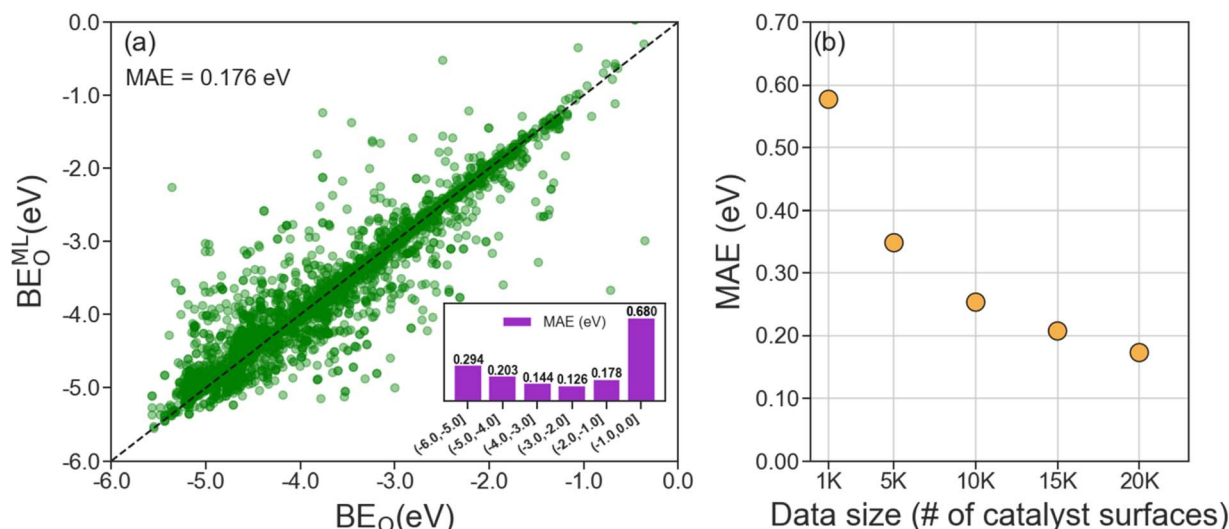 (a)
MAE = 0.176 eV
0.0
-1.0
-2.0
-3.0
-4.0
-5.0
-6.0
BE_O^ML(eV)
MAE (eV)
0.294
0.203
0.144
0.126
0.178
0.680
(-6.0,-5.0]
(-5.0,-4.0]
(-4.0,-3.0]
(-3.0,-2.0]
(-2.0,-1.0]
(-1.0,0.0]
-6.0 -5.0 -4.0 -3.0 -2.0 -1.0 0.0
BE_O(eV)
(b)
0.70
0.60
0.50
0.40
0.30
0.20
0.10
0.00
MAE (eV)
1K 5K 10K 15K 20K
Data size (# of catalyst surfaces)